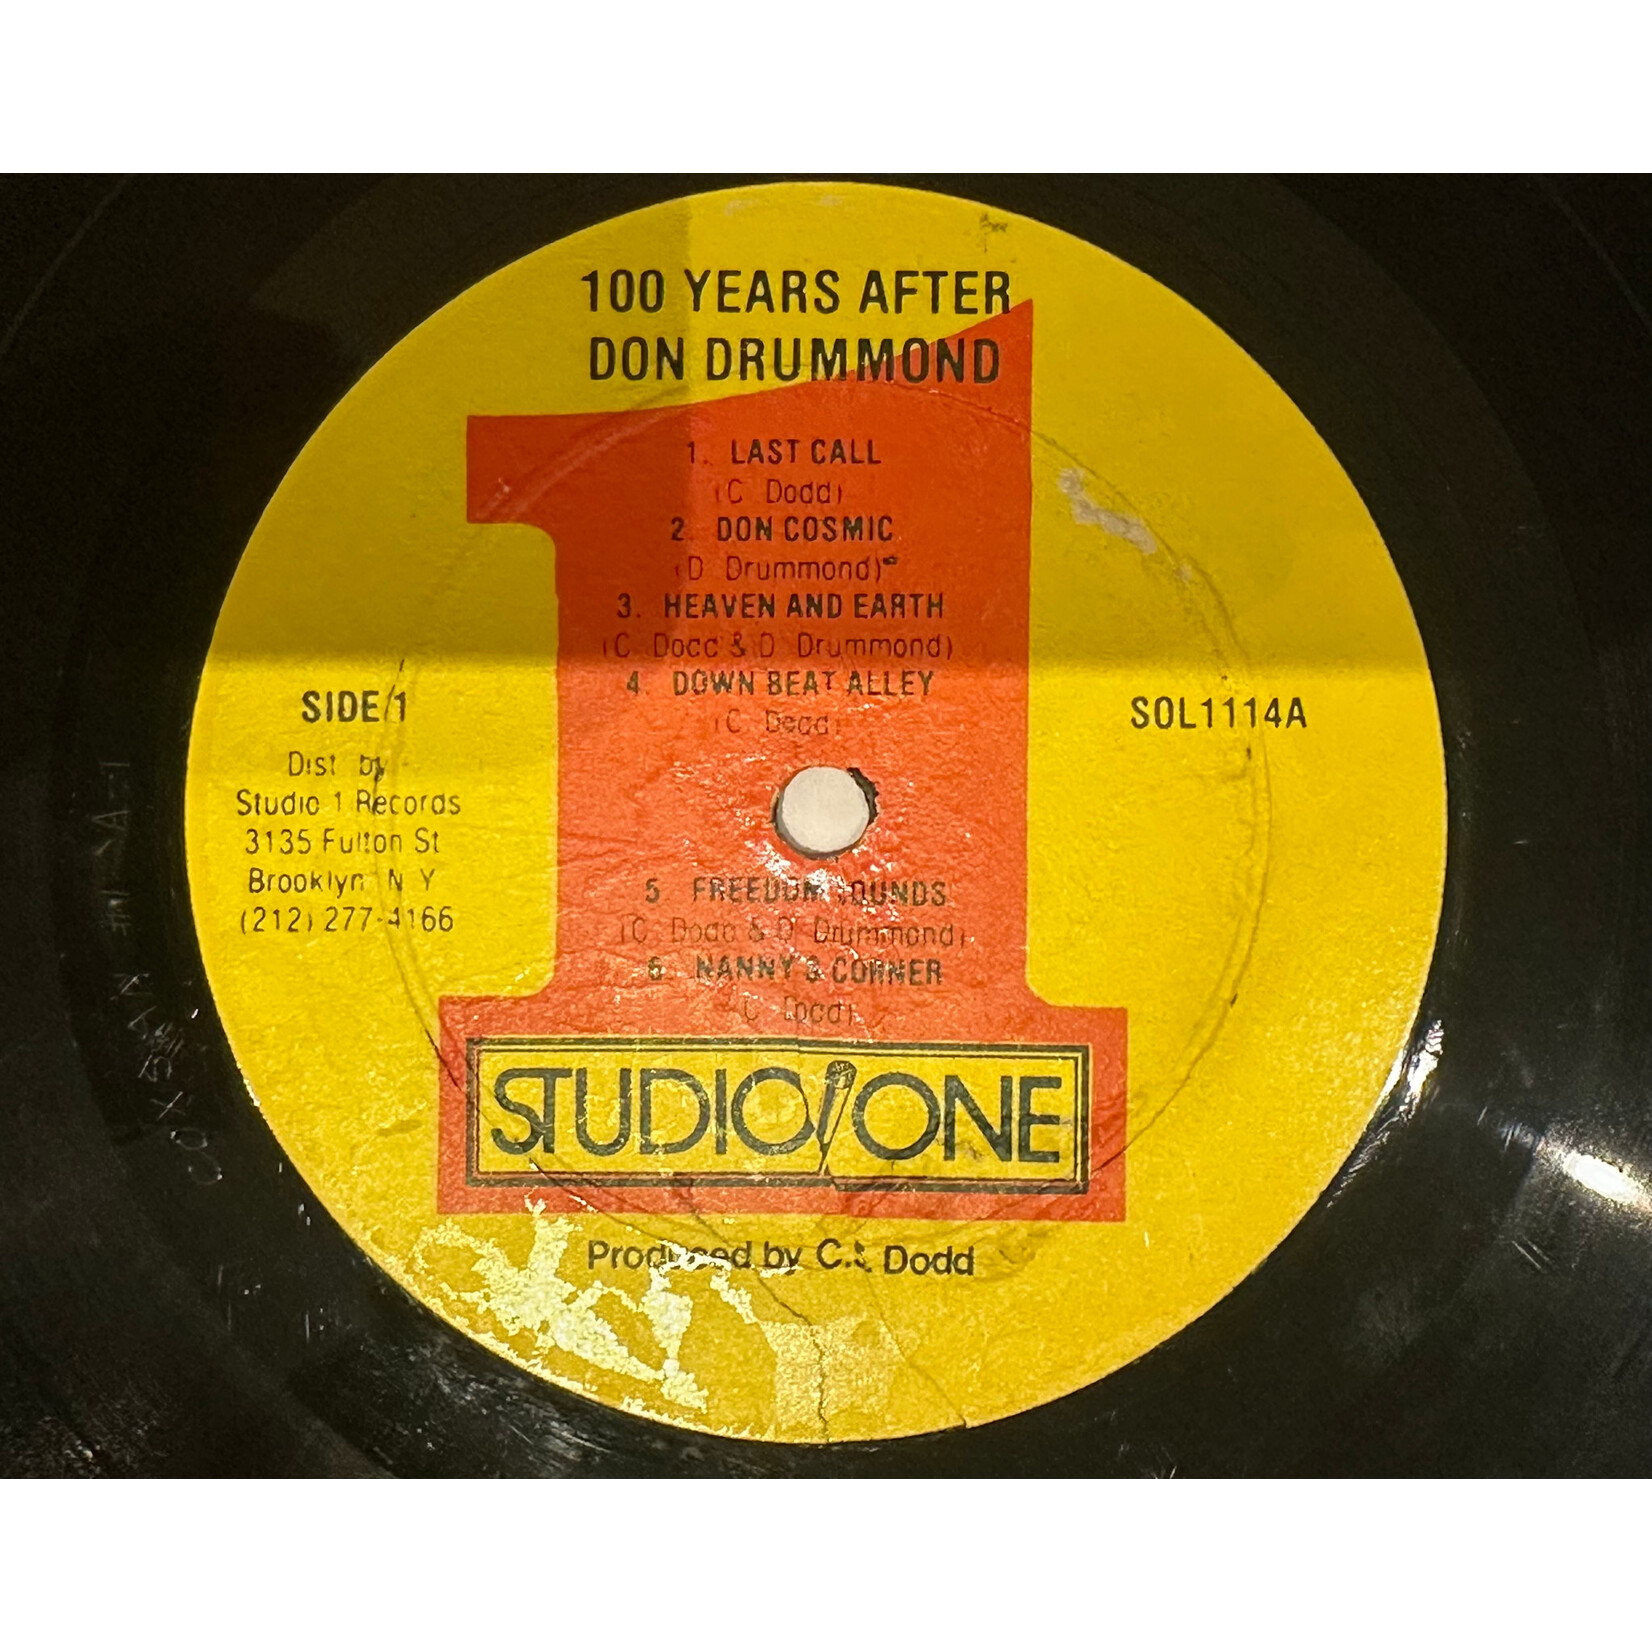 100 YEARS AFTER
DON DRUMMOND
1. LAST CALL
(C Dodd)
2. DON COSMIC
(D Drummond)
3. HEAVEN AND EARTH
(C Dodd & D Drummond)
4. DOWN BEAT ALLEY
(C Dodd)
SIDE 1
SOL1114A
Dist by
Studio 1 Records
3135 Fulton St
Brooklyn N Y
(212) 277-4166
5 FREEDOM SOUNDS
(C Dodd & D Drummond)
6 NANNY'S CORNER
C Dodd)
STUDIO ONE
Produced by C.S Dodd